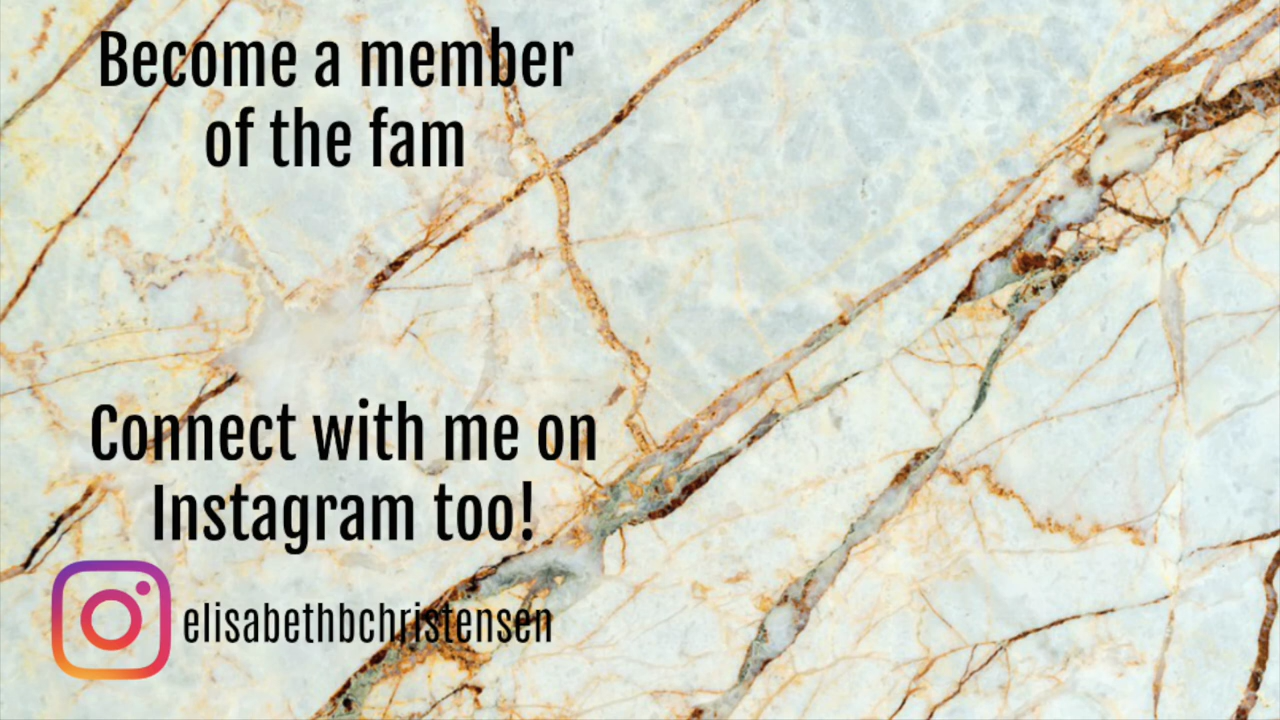 Become a member
of the fam
Connect with me on
Instagram too!
elisabethbchristensen